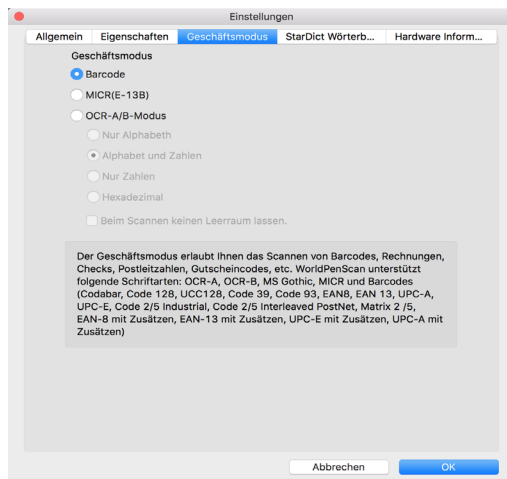 Einstellungen
Allgemein Eigenschaften Geschäftsmodus StarDict Wörterb... Hardware Inform...
Geschäftsmodus
Barcode
MICR(E-13B)
OCR-A/B-Modus
Nur Alphabeth
Alphabet und Zahlen
Nur Zahlen
Hexadezimal
Beim Scannen keinen Leerraum lassen.
Der Geschäftsmodus erlaubt Ihnen das Scannen von Barcodes, Rechnungen,
Checks, Postleitzahlen, Gutscheincodes, etc. WorldPenScan unterstützt
folgende Schriftarten: OCR-A, OCR-B, MS Gothic, MICR und Barcodes
(Codabar, Code 128, UCC128, Code 39, Code 93, EAN8, EAN 13, UPC-A,
UPC-E, Code 2/5 Industrial, Code 2/5 Interleaved PostNet, Matrix 2 /5,
EAN-8 mit Zusätzen, EAN-13 mit Zusätzen, UPC-E mit Zusätzen, UPC-A mit
Zusätzen)
Abbrechen OK